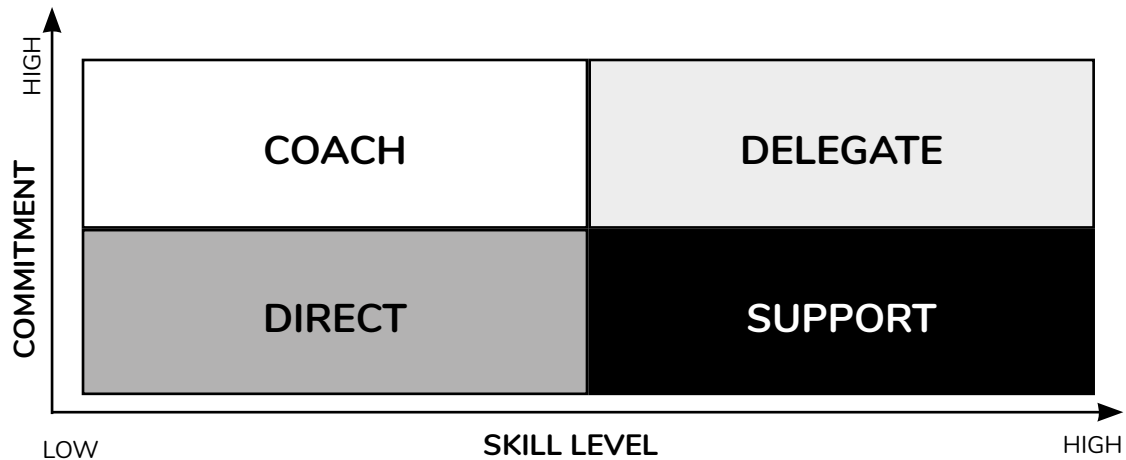 HIGH
COMMITMENT
COACH
DELEGATE
DIRECT
SUPPORT
LOW
SKILL LEVEL
HIGH